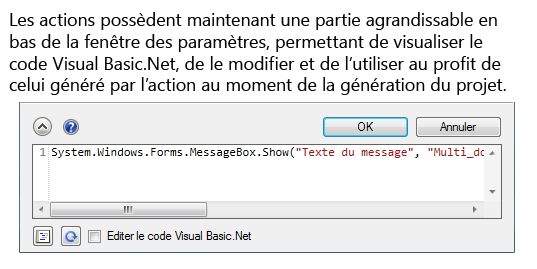 Les actions possèdent maintenant une partie agrandissable en
bas de la fenêtre des paramètres, permettant de visualiser le
code Visual Basic.Net, de le modifier et de l’utiliser au profit de
celui généré par l’action au moment de la génération du projet.
OK Annuler
1 System.Windows.Forms.MessageBox.Show("Texte du message", "Multi_dc
Editer le code Visual Basic.Net